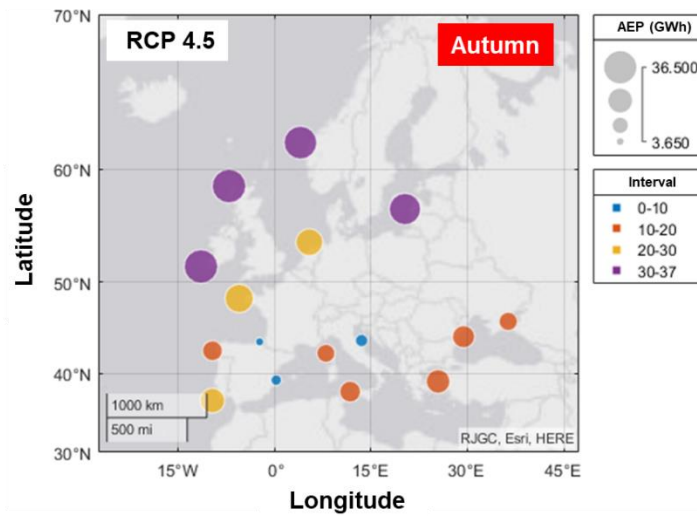 70°N
RCP 4.5
Autumn
AEP (GWh)
36.500
3.650
60°N
Interval
0-10
10-20
20-30
30-37
Latitude
50°N
40°N
1000 km
500 mi
RJGC, Esri, HERE
30°N
15°W
0°
15°E
30°E
45°E
Longitude